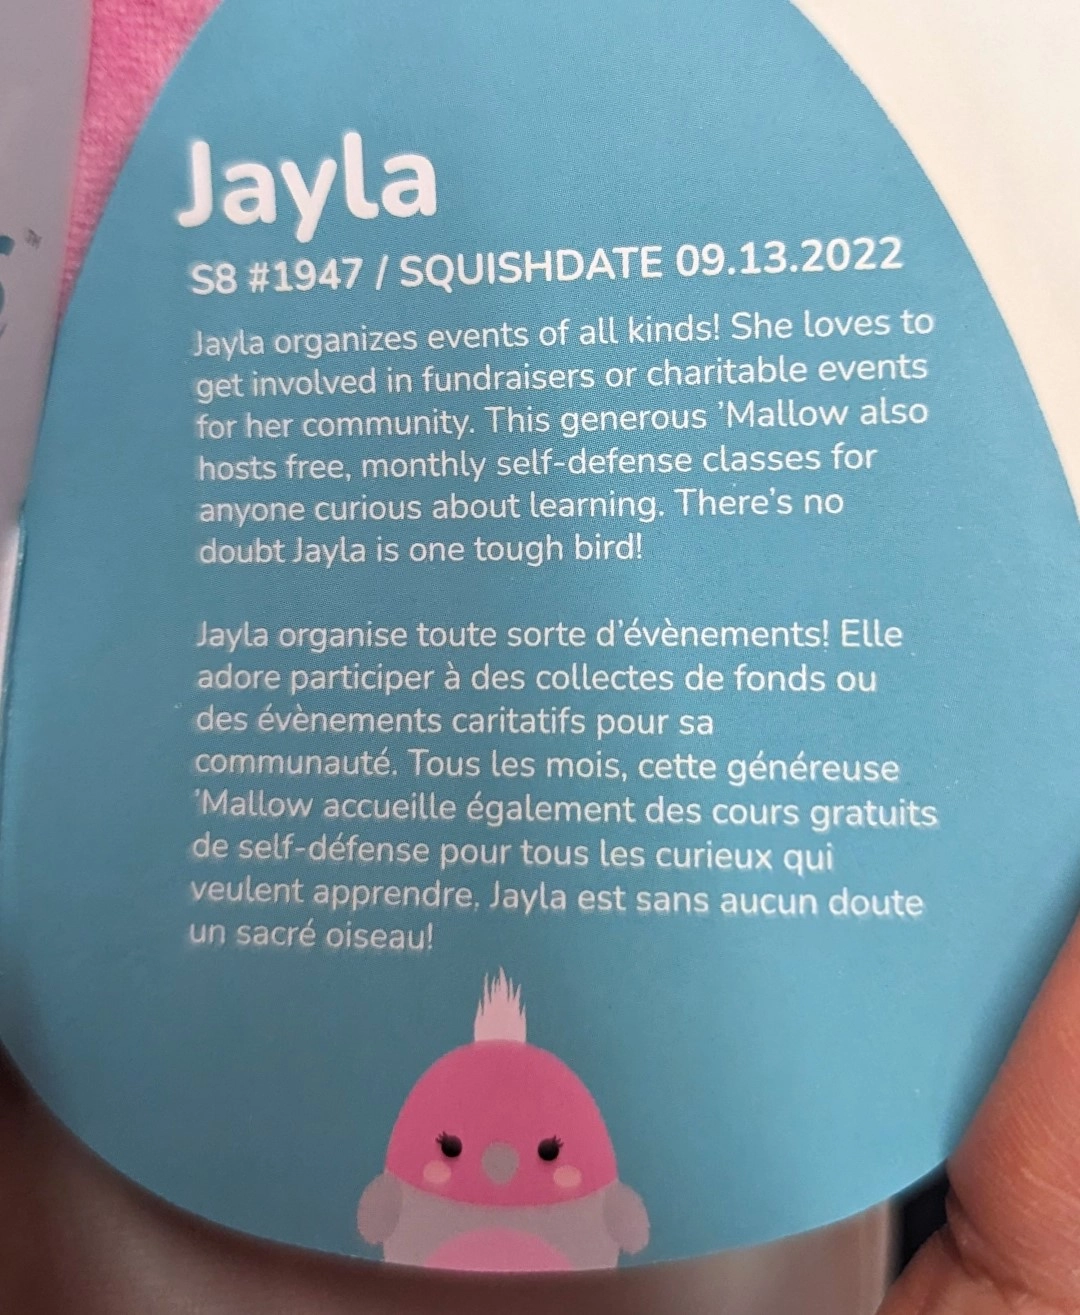 Jayla
S8 #1947 / SQUISHDATE 09.13.2022
Jayla organizes events of all kinds! She loves to
get involved in fundraisers or charitable events
for her community. This generous 'Mallow also
hosts free, monthly self-defense classes for
anyone curious about learning. There's no
doubt Jayla is one tough bird!
Jayla organise toute sorte d'évènements! Elle
adore participer à des collectes de fonds ou
des évènements caritatifs pour sa
communauté. Tous les mois, cette généreuse
'Mallow accueille également des cours gratuits
de self-défense pour tous les curieux qui
veulent apprendre. Jayla est sans aucun doute
un sacré oiseau!